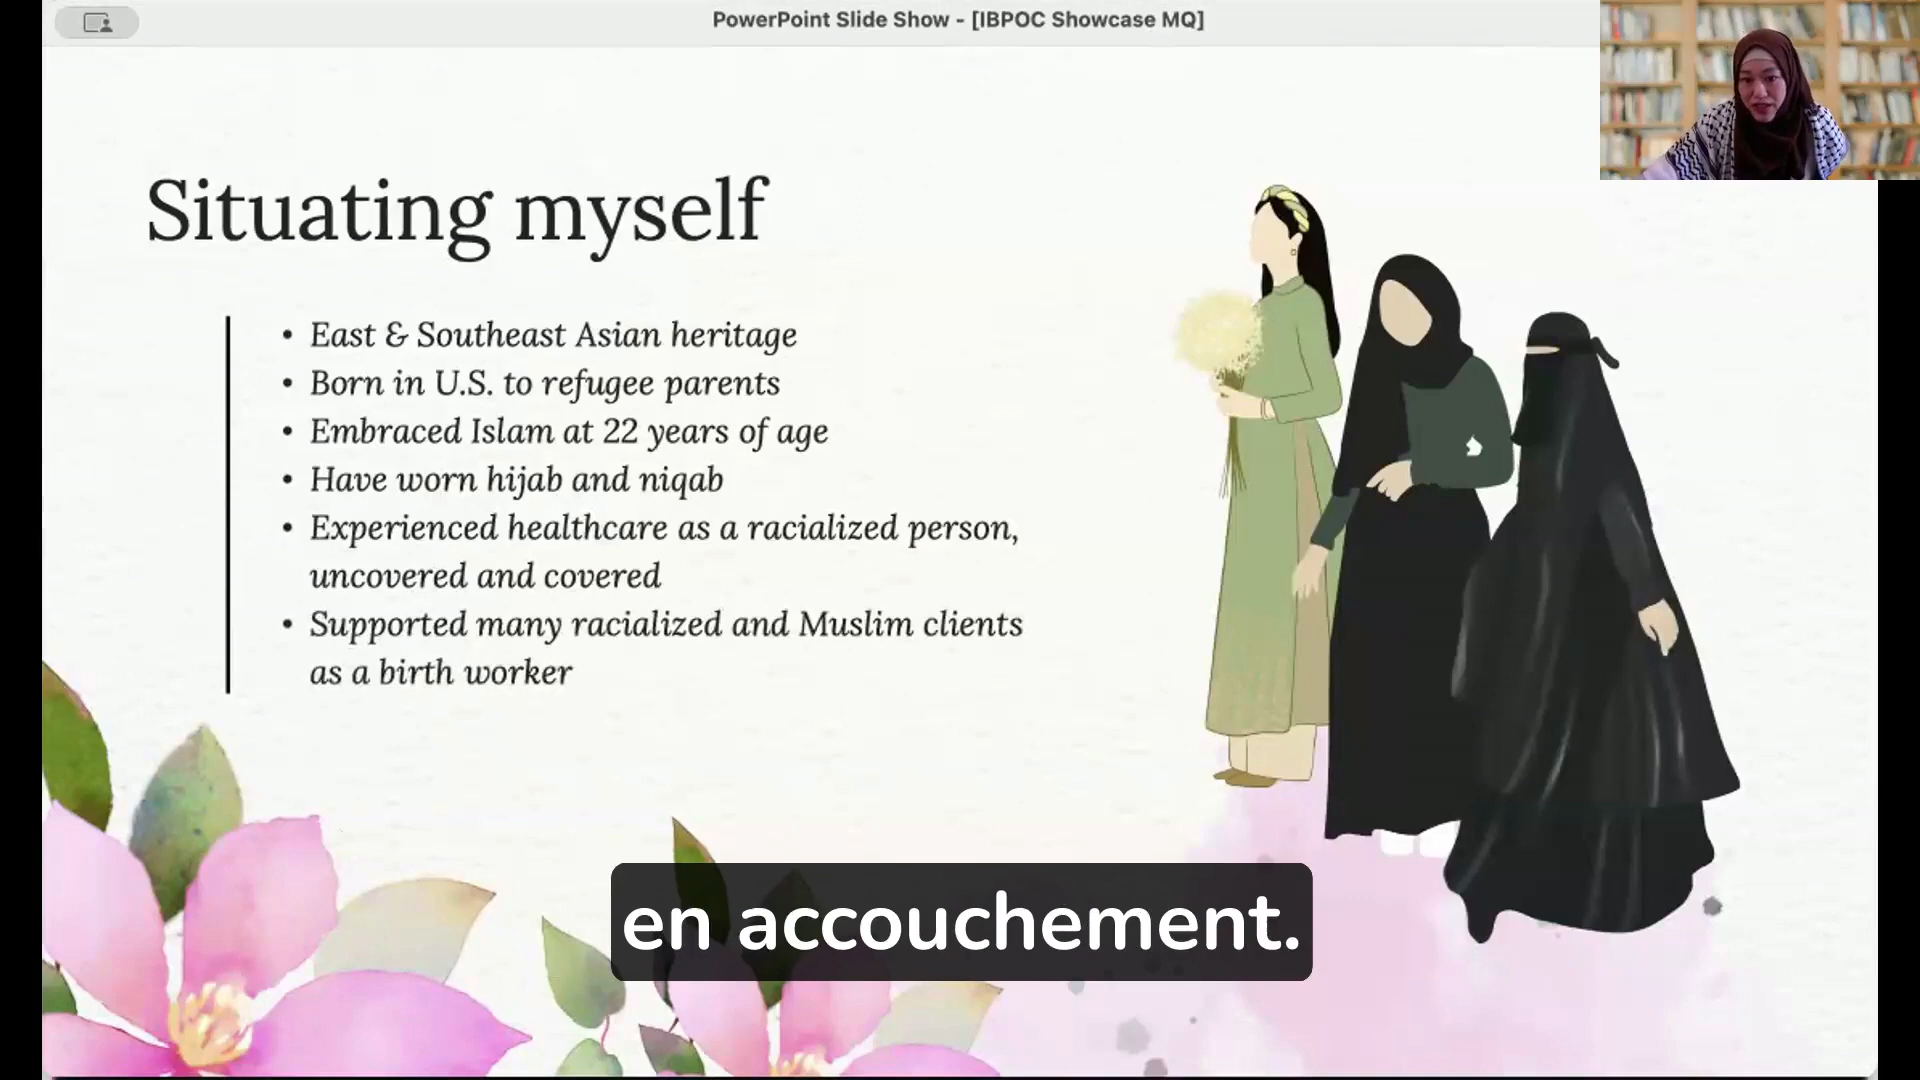 PowerPoint Slide Show - [IBPOC Showcase MQ]
Situating myself
• East & Southeast Asian heritage
• Born in U.S. to refugee parents
• Embraced Islam at 22 years of age
• Have worn hijab and niqab
• Experienced healthcare as a racialized person,
uncovered and covered
• Supported many racialized and Muslim clients
as a birth worker
en accouchement.